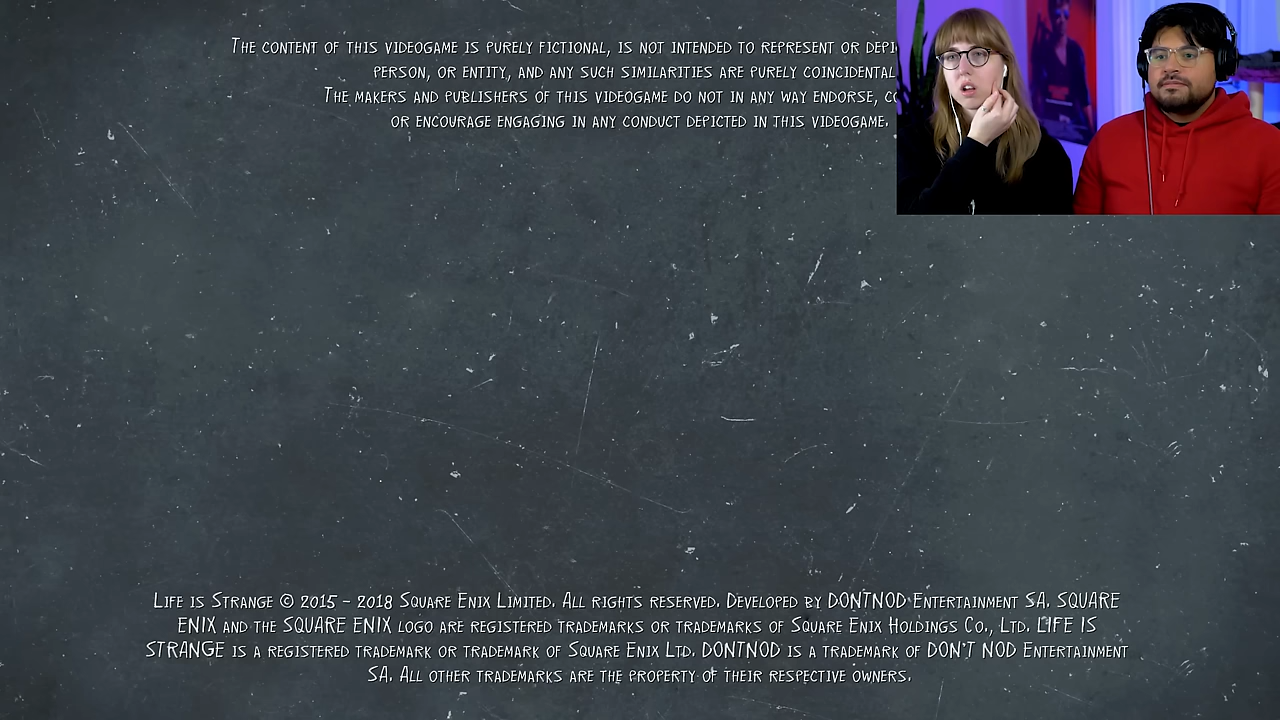 The content of this videogame is purely fictional, is not intended to represent or
person, or entity, and any such similarities are purely coincidental
The makers and publishers of this videogame do not in any way endorse,
or encourage engaging in any conduct depicted in this videogame.
Life is Strange © 2015 - 2018 Square Enix Limited. All rights reserved. Developed by DONTNOD Entertainment SA. SQUARE
ENIX and the SQUARE ENIX logo are registered trademarks or trademarks of Square Enix Holdings Co., Ltd. LIFE IS
STRANGE is a registered trademark or trademark of Square Enix Ltd. DONTNOD is a trademark of DON'T NOD Entertainment
SA. All other trademarks are the property of their respective owners.